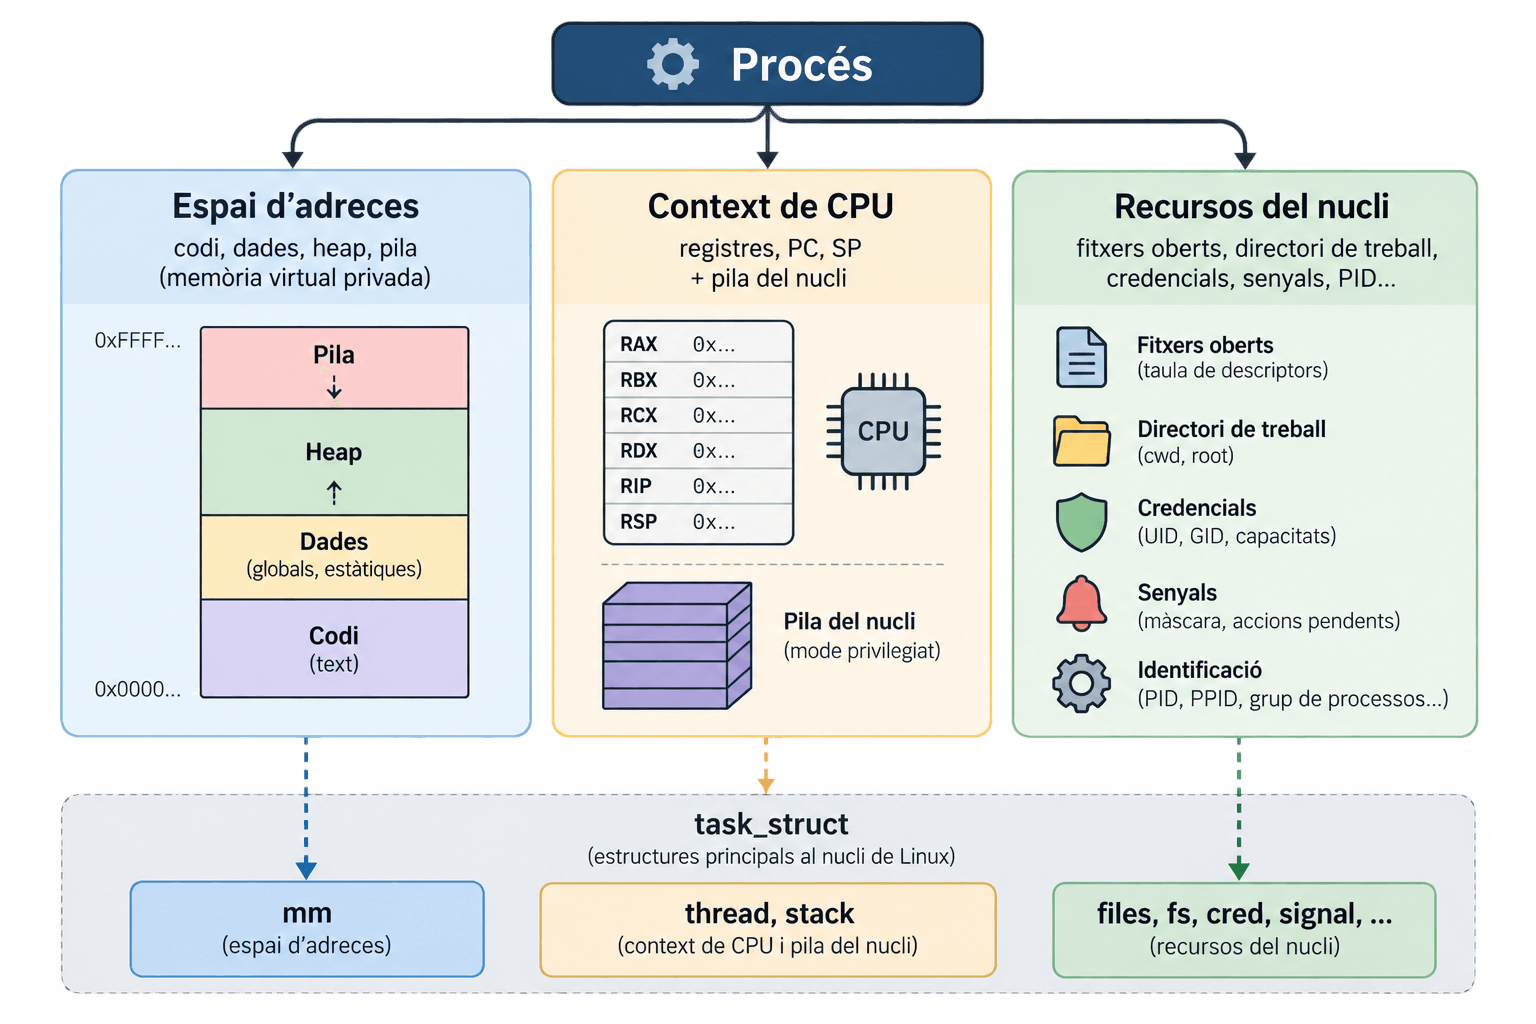 Procés
Espai d’adreces
codi, dades, heap, pila
(memòria virtual privada)
0xFFFF...
Pila
Heap
Dades
(globals, estàtiques)
Codi
(text)
0x0000...
Context de CPU
registres, PC, SP
+ pila del nucli
RAX 0x...
RBX 0x...
RCX 0x...
RDX 0x...
RIP 0x...
RSP 0x...
CPU
Pila del nucli
(mode privilegiat)
Recursos del nucli
fitxers oberts, directori de treball,
credencials, senyals, PID...
Fitxers oberts
(taula de descriptors)
Directori de treball
(cwd, root)
Credencials
(UID, GID, capacitats)
Senyals
(màscara, accions pendents)
Identificació
(PID, PPID, grup de processos...)
task_struct
(estructures principals al nucli de Linux)
mm
(espai d’adreces)
thread, stack
(context de CPU i pila del nucli)
files, fs, cred, signal, ...
(recursos del nucli)